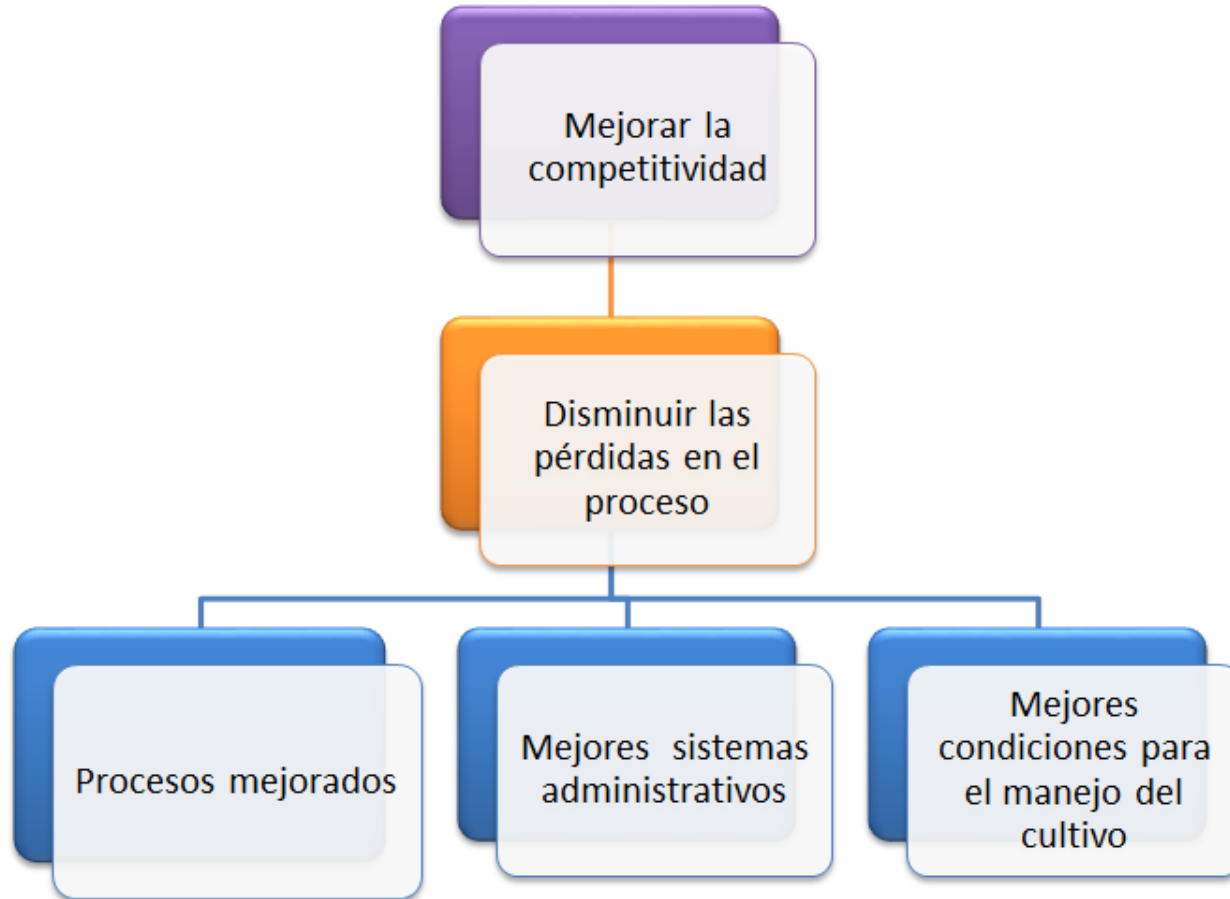 Mejorar la
competitividad
Disminuir las
pérdidas en el
proceso
Procesos mejorados
Mejores sistemas
administrativos
Mejores
condiciones para
el manejo del
cultivo